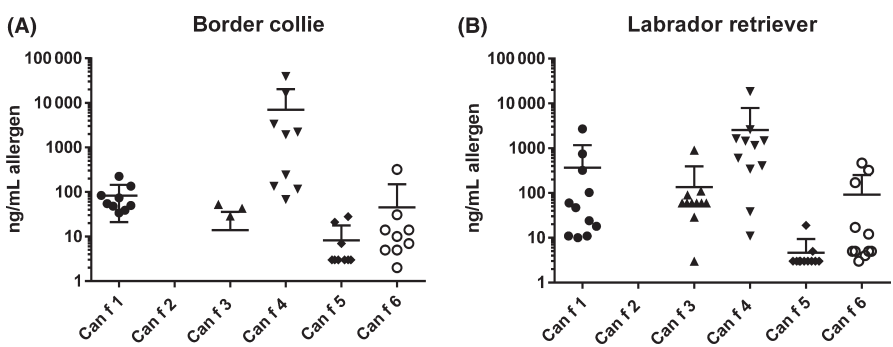 (A)
Border collie
ng/mL allergen
100 000
10 000
1000
100
10
1
Can f 1
Can f 2
Can f 3
Can f 4
Can f 5
Can f 6
(B)
Labrador retriever
ng/mL allergen
100 000
10 000
1000
100
10
1
Can f 1
Can f 2
Can f 3
Can f 4
Can f 5
Can f 6